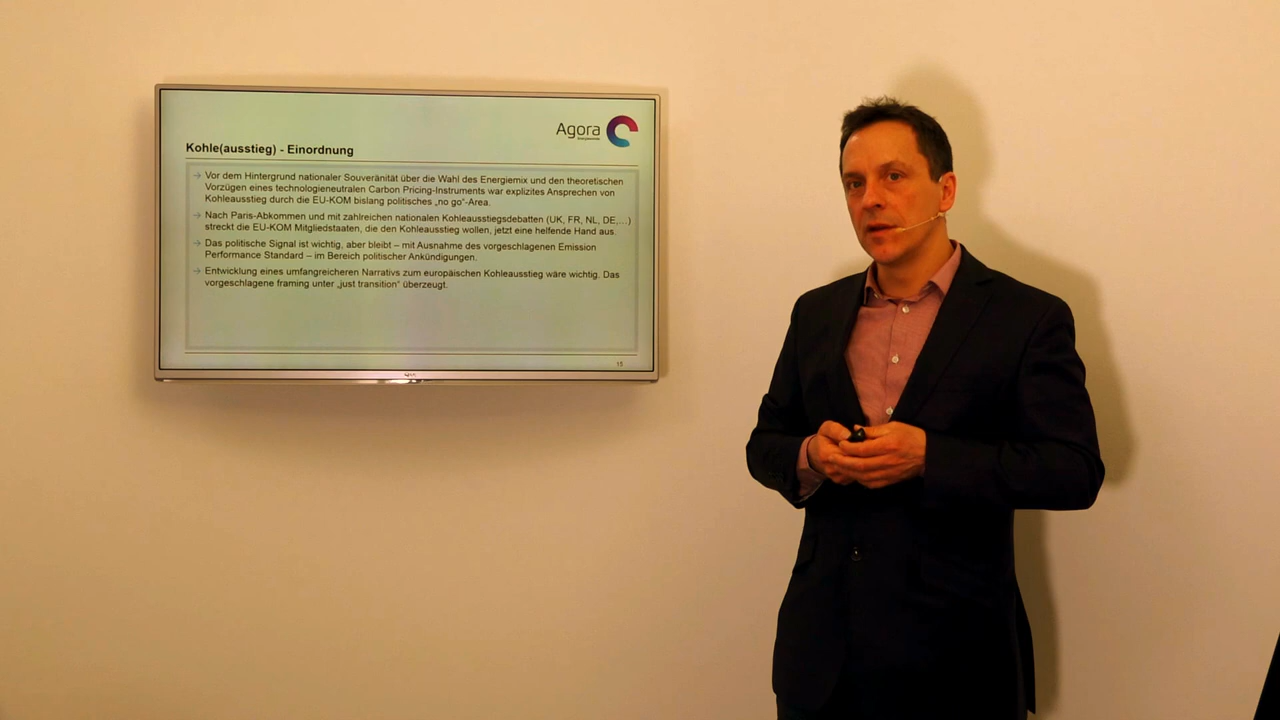 Agora
Kohle(ausstieg) - Einordnung
→ Vor dem Hintergrund nationaler Souveränität über die Wahl des Energiemix und den theoretischen
Vorzügen eines technologieneutralen Carbon Pricing-Instruments war explizites Ansprechen von
Kohleausstieg durch die EU-KOM bislang politisches „no go“-Area.
→ Nach Paris-Abkommen und mit zahlreichen nationalen Kohleausstiegsdebatten (UK, FR, NL, DE,...)
streckt die EU-KOM Mitgliedstaaten, die den Kohleausstieg wollen, jetzt eine helfende Hand aus.
→ Das politische Signal ist wichtig, aber bleibt – mit Ausnahme des vorgeschlagenen Emission
Performance Standard – im Bereich politischer Ankündigungen.
→ Entwicklung eines umfangreicheren Narrativs zum europäischen Kohleausstieg wäre wichtig. Das
vorgeschlagene framing unter „just transition“ überzeugt.
15